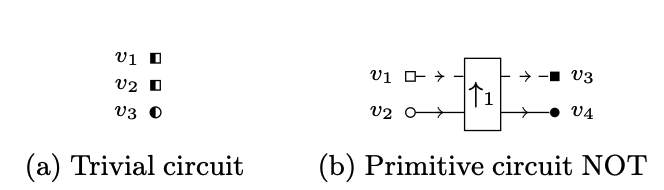 v1
v2
v3
(a) Trivial circuit
v1 ↑1 v3
v2 v4
(b) Primitive circuit NOT